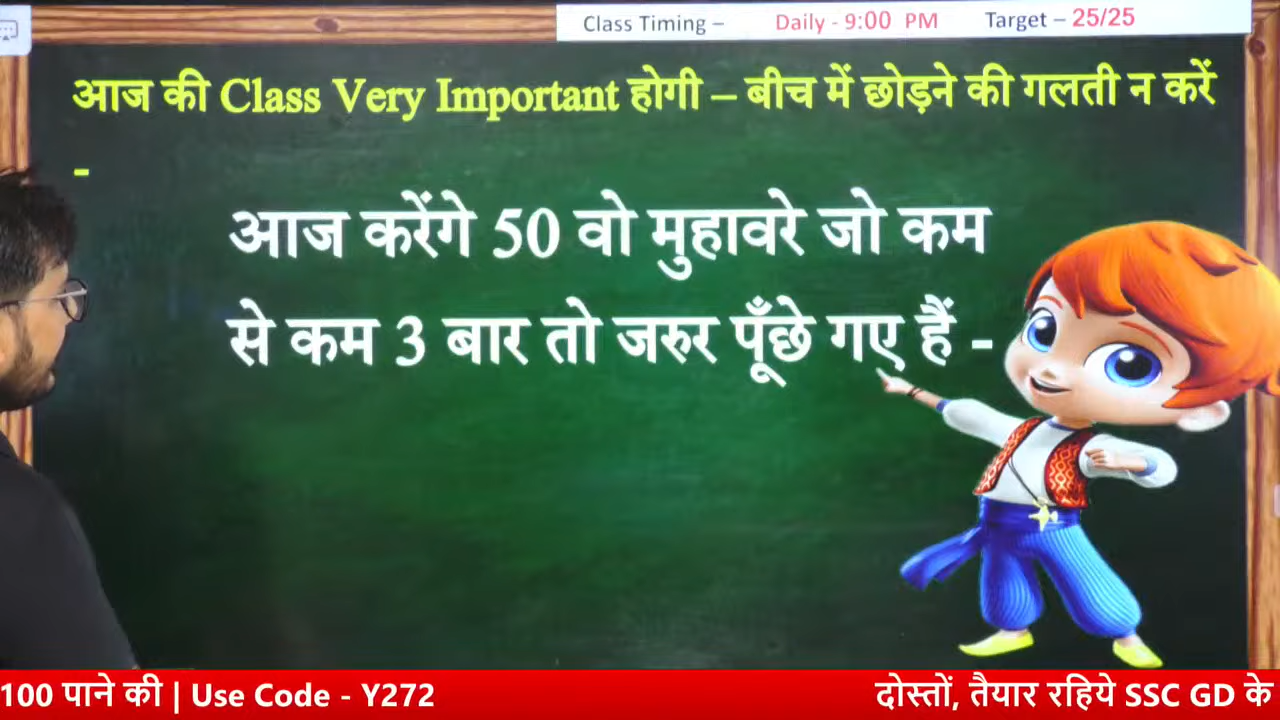 Class Timing – Daily - 9:00 PM Target – 25/25
आज की Class Very Important होगी – बीच में छोड़ने की गलती न करें
-
आज करेंगे 50 वो मुहावरे जो कम
से कम 3 बार तो जरुर पूँछे गए हैं -
100 पाने की | Use Code - Y272 दोस्तों, तैयार रहिये SSC GD के